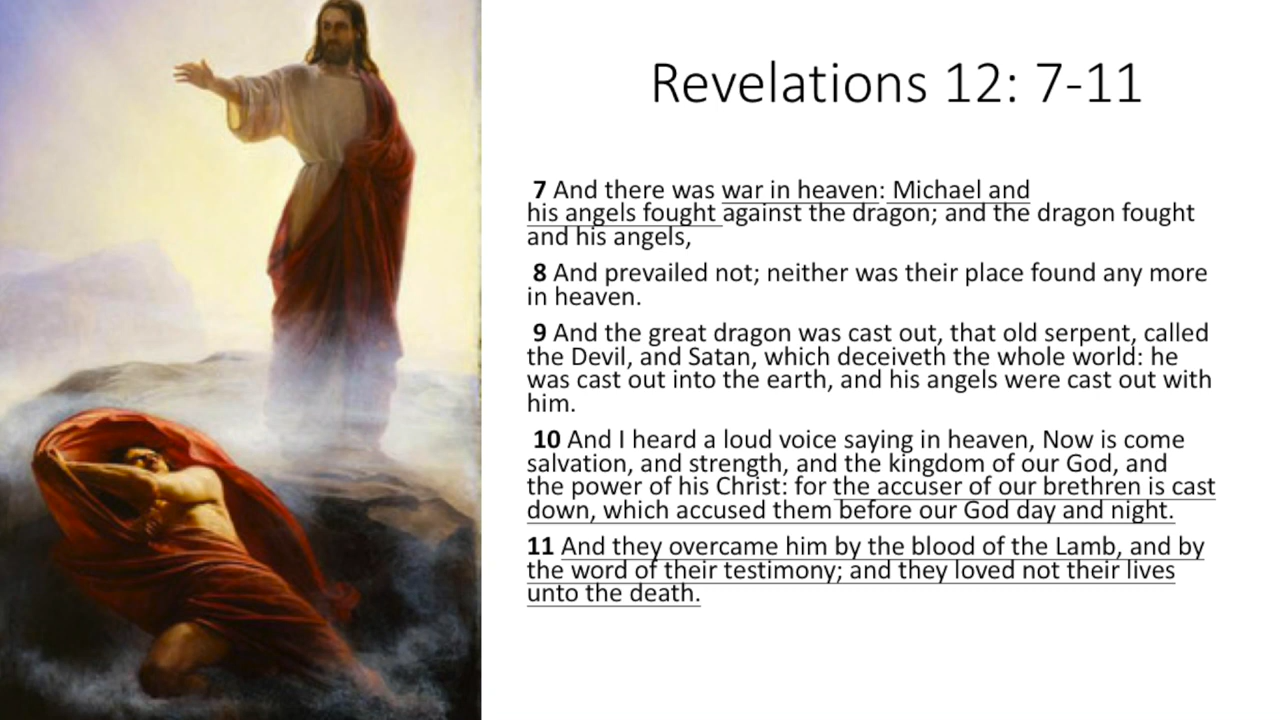 Revelations 12: 7-11
7 And there was war in heaven: Michael and
his angels fought against the dragon; and the dragon fought
and his angels,
8 And prevailed not; neither was their place found any more
in heaven.
9 And the great dragon was cast out, that old serpent, called
the Devil, and Satan, which deceiveth the whole world: he
was cast out into the earth, and his angels were cast out with
him.
10 And I heard a loud voice saying in heaven, Now is come
salvation, and strength, and the kingdom of our God, and
the power of his Christ: for the accuser of our brethren is cast
down, which accused them before our God day and night.
11 And they overcame him by the blood of the Lamb, and by
the word of their testimony; and they loved not their lives
unto the death.